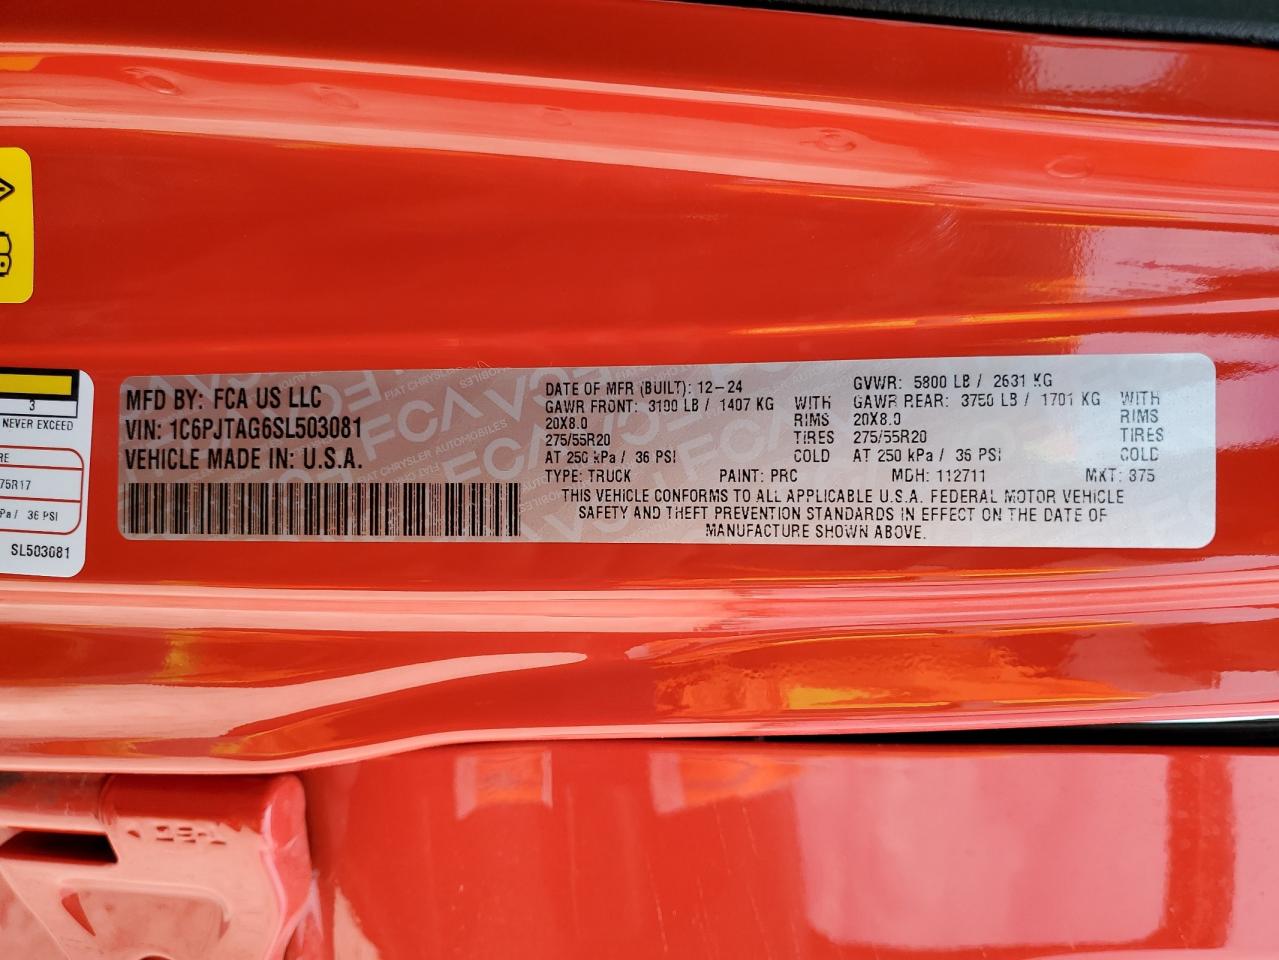 3
NEVER EXCEED
RE
75R17
Pa / 36 PSI
SL503081
MFD BY: FCA US LLC
VIN: 1C6PJTAG6SL503081
VEHICLE MADE IN: U.S.A.
DATE OF MFR (BUILT): 12-24
GAWR FRONT: 3100 LB / 1407 KG WITH
20X8.0 RIMS
275/55R20 TIRES
AT 250 kPa / 36 PSI COLD
GVWR: 5800 LB / 2631 KG
GAWR REAR: 3750 LB / 1701 KG WITH
20X8.0 RIMS
275/55R20 TIRES
AT 250 kPa / 36 PSI COLD
TYPE: TRUCK PAINT: PRC MDH: 112711 MKT: 375
THIS VEHICLE CONFORMS TO ALL APPLICABLE U.S.A. FEDERAL MOTOR VEHICLE
SAFETY AND THEFT PREVENTION STANDARDS IN EFFECT ON THE DATE OF
MANUFACTURE SHOWN ABOVE.